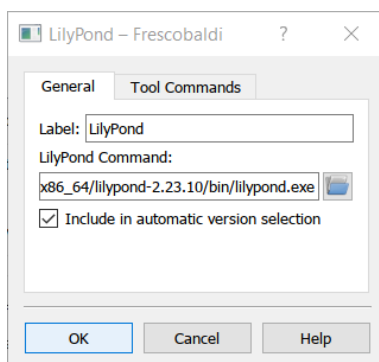 LilyPond – Frescobaldi ?
General Tool Commands
Label: LilyPond
LilyPond Command:
x86_64/lilypond-2.23.10/bin/lilypond.exe
Include in automatic version selection
OK Cancel Help